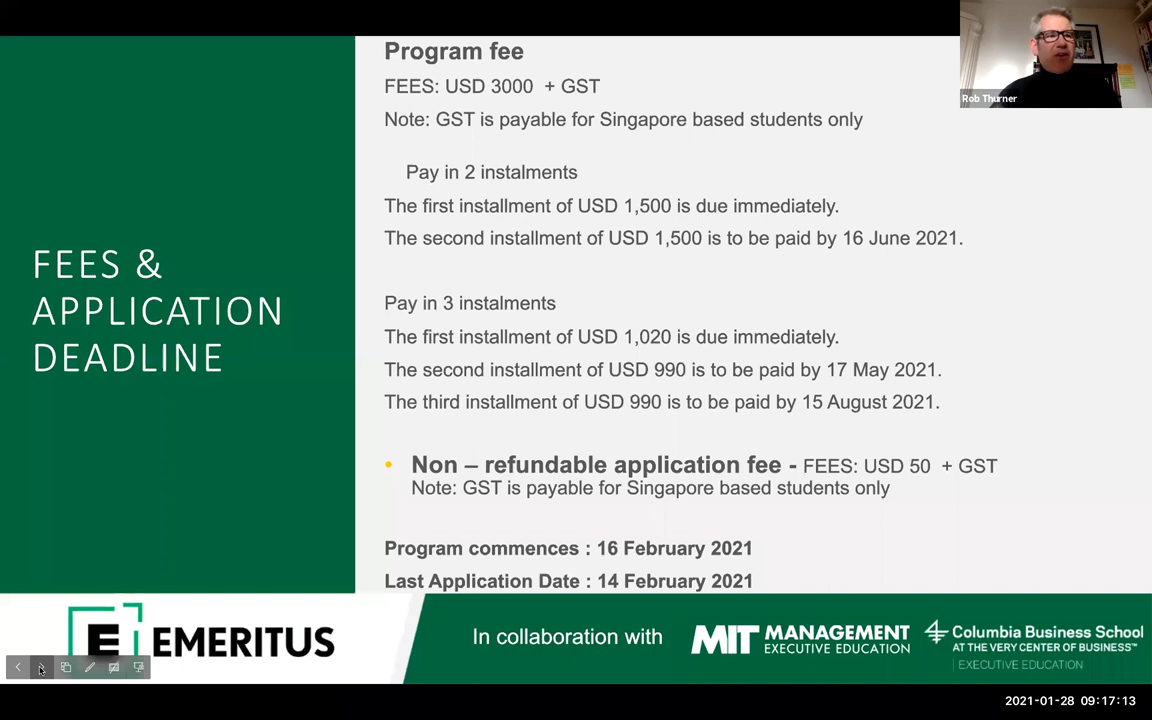 Program fee
FEES: USD 3000 + GST
Note: GST is payable for Singapore based students only
Pay in 2 instalments
The first installment of USD 1,500 is due immediately.
The second installment of USD 1,500 is to be paid by 16 June 2021.
Pay in 3 instalments
The first installment of USD 1,020 is due immediately.
The second installment of USD 990 is to be paid by 17 May 2021.
The third installment of USD 990 is to be paid by 15 August 2021.
• Non – refundable application fee - FEES: USD 50 + GST
Note: GST is payable for Singapore based students only
Program commences : 16 February 2021
Last Application Date : 14 February 2021
FEES &
APPLICATION
DEADLINE
Rob Thurner
E EMERITUS
In collaboration with
MIT MANAGEMENT
EXECUTIVE EDUCATION
Columbia Business School
AT THE VERY CENTER OF BUSINESS™
EXECUTIVE EDUCATION
2021-01-28 09:17:13